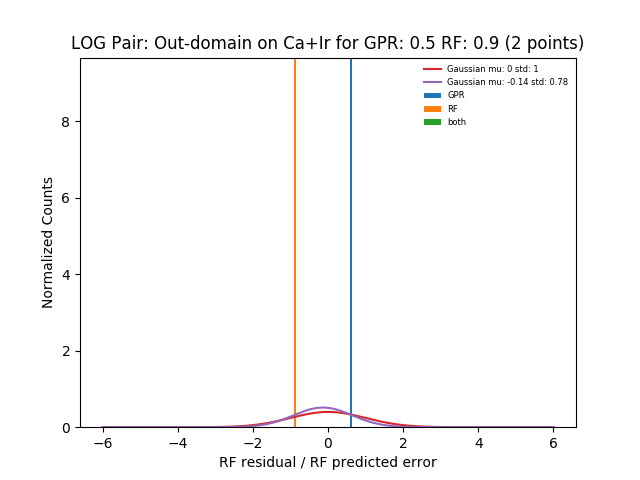 LOG Pair: Out-domain on Ca+Ir for GPR: 0.5 RF: 0.9 (2 points)
Gaussian mu: 0 std: 1
Gaussian mu: -0.14 std: 0.78
GPR
RF
both
Normalized Counts
8
6
4
2
0
−6
−4
−2
0
2
4
6
RF residual / RF predicted error